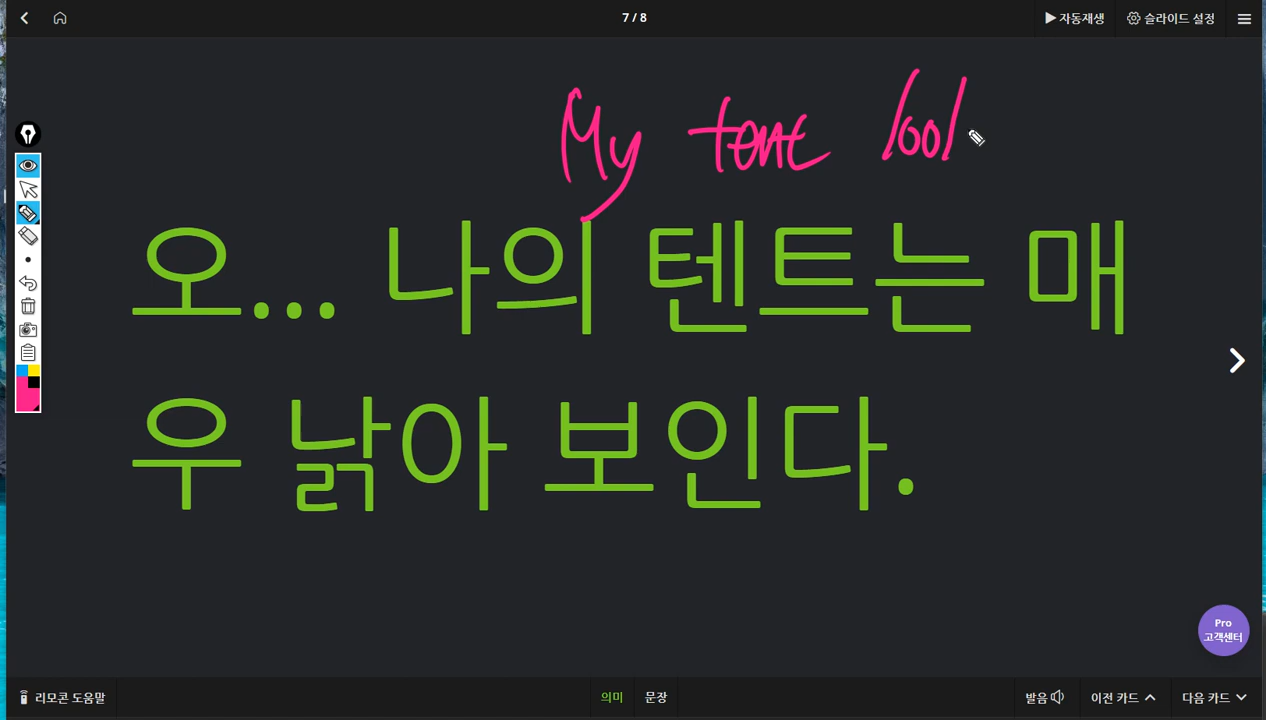 7 / 8
자동재생
슬라이드 설정
My tent lool
오... 나의 텐트는 매
우 낡아 보인다.
Pro
고객센터
리모콘 도움말
의미
문장
발음
이전 카드
다음 카드